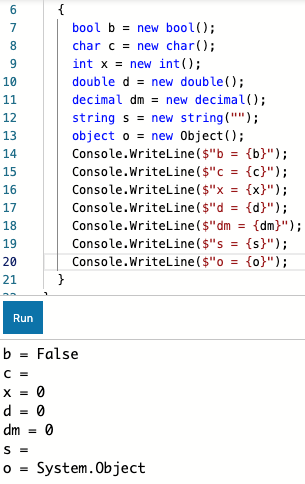 6 {
7 bool b = new bool();
8 char c = new char();
9 int x = new int();
10 double d = new double();
11 decimal dm = new decimal();
12 string s = new string("");
13 object o = new Object();
14 Console.WriteLine($"b = {b}");
15 Console.WriteLine($"c = {c}");
16 Console.WriteLine($"x = {x}");
17 Console.WriteLine($"d = {d}");
18 Console.WriteLine($"dm = {dm}");
19 Console.WriteLine($"s = {s}");
20 Console.WriteLine($"o = {o}");
21 }
Run
b = False
c =
x = 0
d = 0
dm = 0
s =
o = System.Object